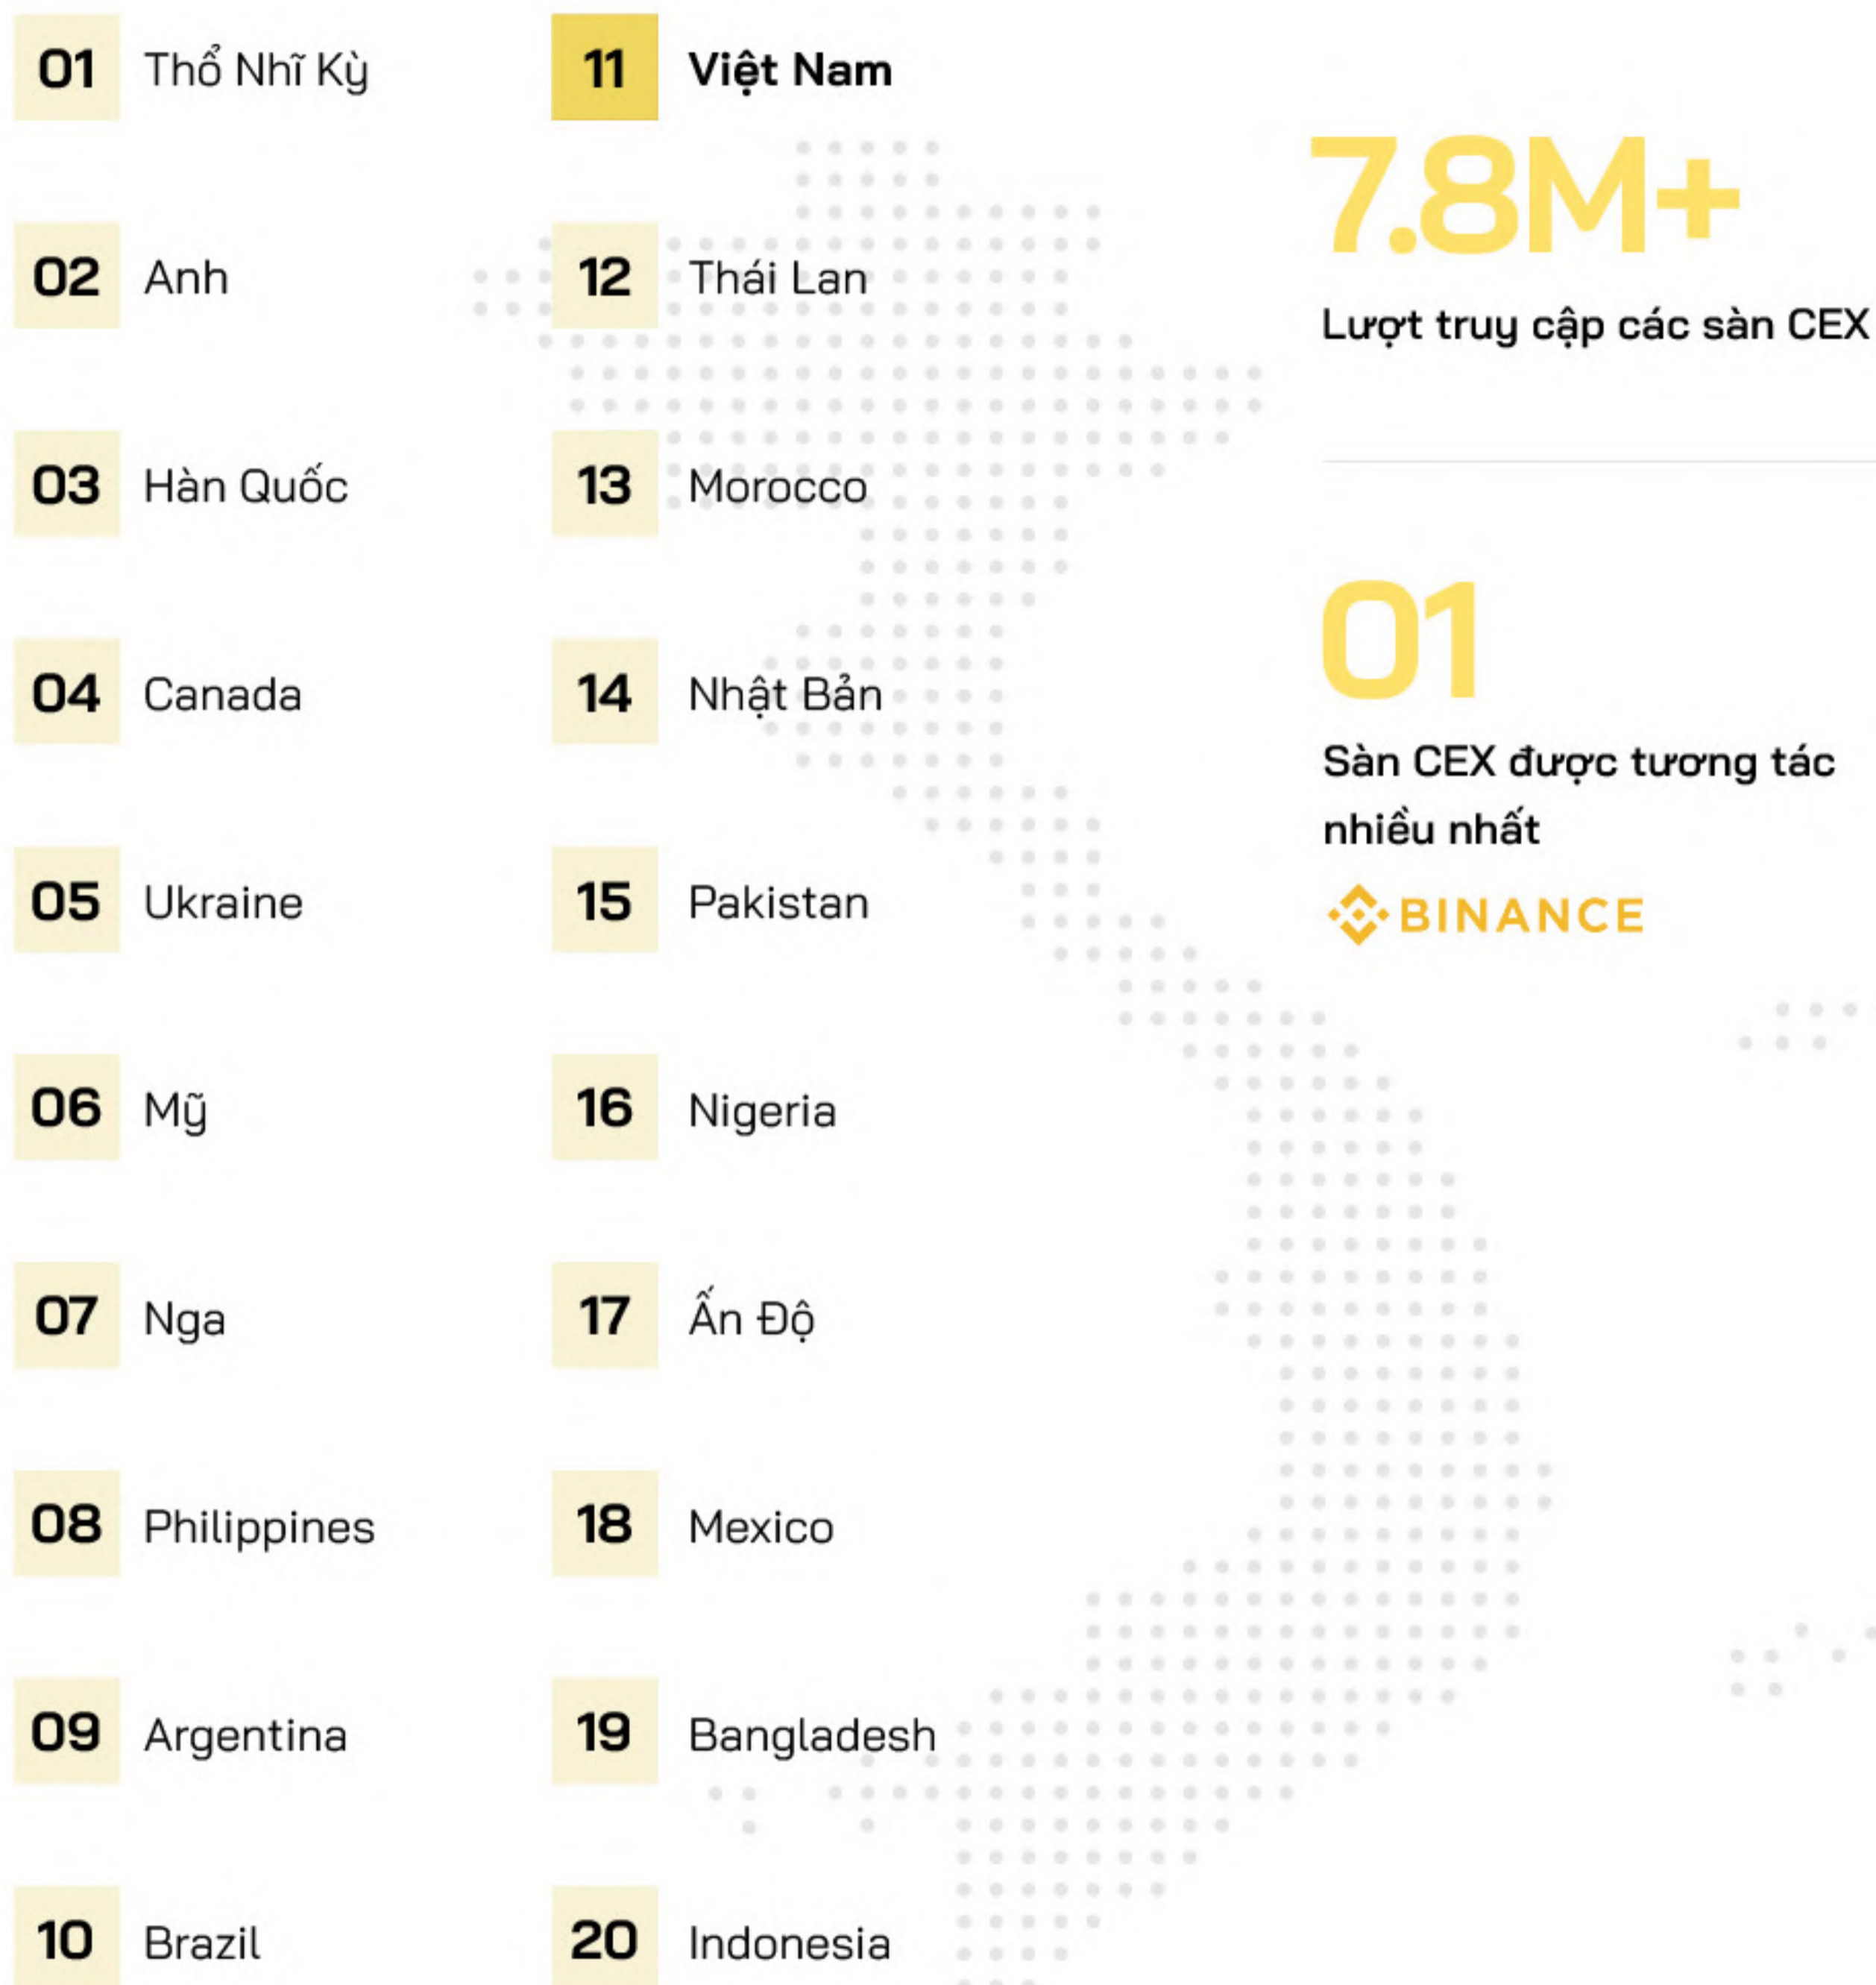 01 Thổ Nhĩ Kỳ
02 Anh
03 Hàn Quốc
04 Canada
05 Ukraine
06 Mỹ
07 Nga
08 Philippines
09 Argentina
10 Brazil
11 Việt Nam
12 Thái Lan
13 Morocco
14 Nhật Bản
15 Pakistan
16 Nigeria
17 Ấn Độ
18 Mexico
19 Bangladesh
20 Indonesia
7.8M+
Lượt truy cập các sàn CEX
01
Sàn CEX được tương tác
nhiều nhất
BINANCE